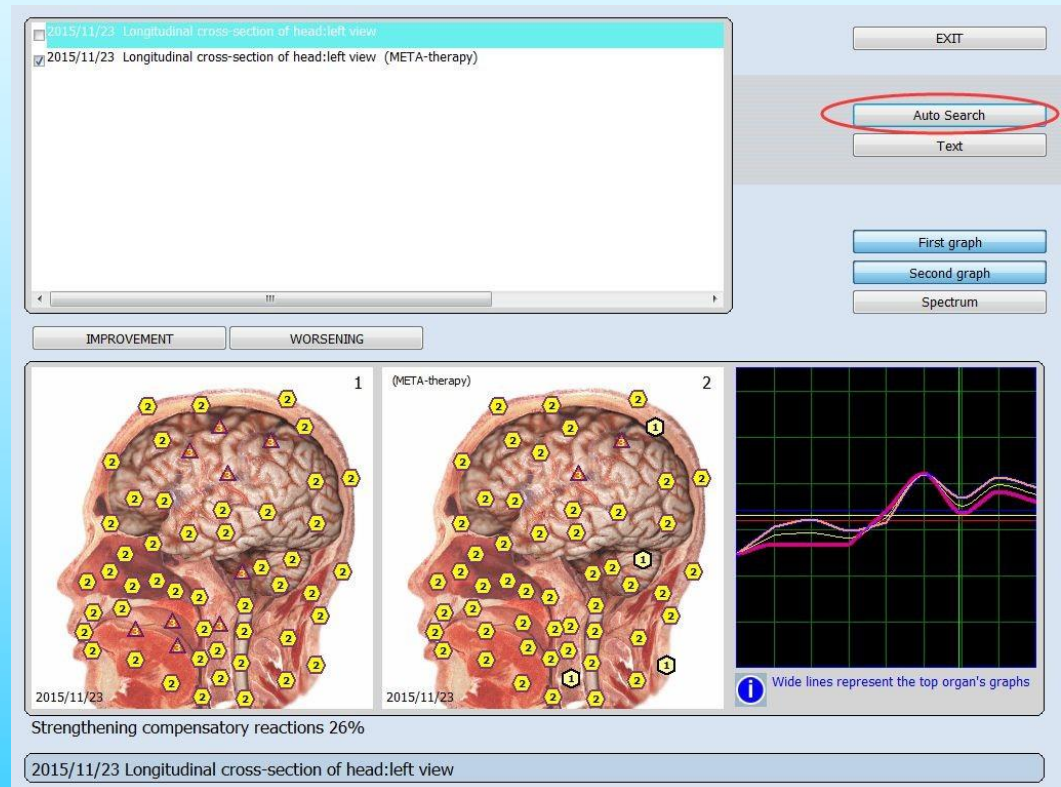 2015/11/23 Longitudinal cross-section of head:left view
2015/11/23 Longitudinal cross-section of head:left view (META-therapy)
EXIT
Auto Search
Text
First graph
Second graph
Spectrum
IMPROVEMENT
WORSENING
1
2015/11/23
(META-therapy)
2
2015/11/23
i
Wide lines represent the top organ's graphs
Strengthening compensatory reactions 26%
2015/11/23 Longitudinal cross-section of head:left view